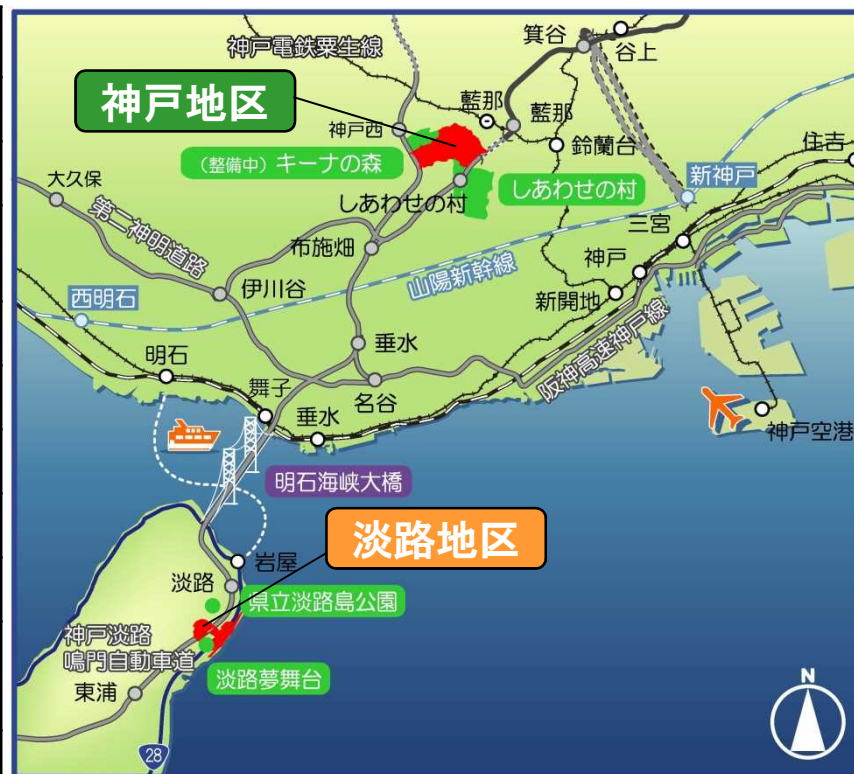 箕谷
谷上
神戸電鉄粟生線
神戸地区
藍那
藍那
神戸西
鈴蘭台
住吉
(整備中)キーナの森
大久保
しあわせの村
しあわせの村
新神戸
三宮
第二神明道路
布施畑
神戸
山陽新幹線
伊川谷
新開地
西明石
垂水
阪神高速神戸線
明石
舞子
名谷
垂水
神戸空港
明石海峡大橋
淡路地区
岩屋
淡路
県立淡路島公園
神戸淡路
鳴門自動車道
淡路夢舞台
東浦
28
N